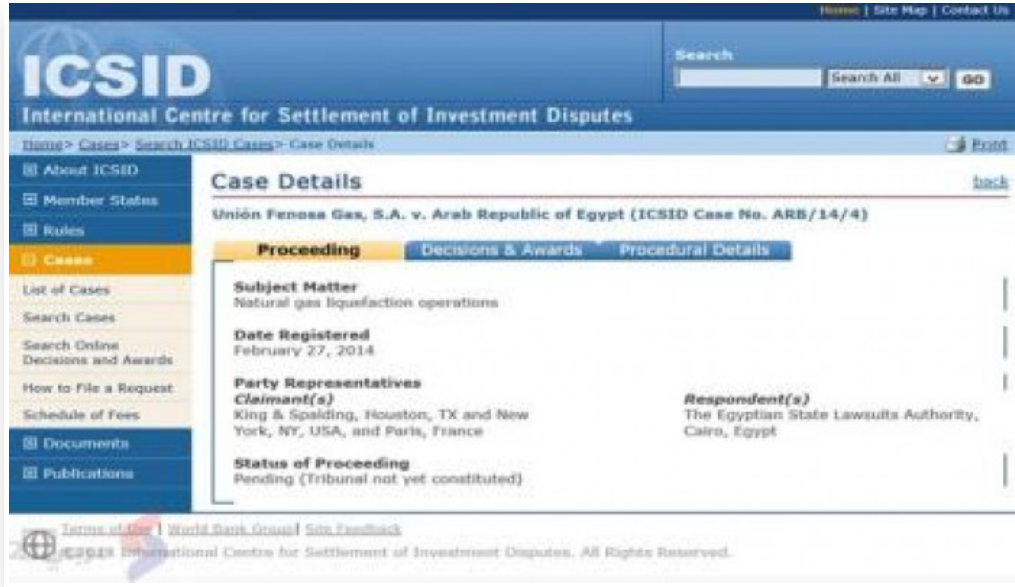 Home | Site Map | Contact Us
ICSID
Search
Search All GO
International Centre for Settlement of Investment Disputes
Home> Cases> Search ICSID Cases> Case Details
Print
About ICSID
Member States
Rules
Cases
List of Cases
Search Cases
Search Online
Decisions and Awards
How to File a Request
Schedule of Fees
Documents
Publications
Case Details
back
Unión Fenosa Gas, S.A. v. Arab Republic of Egypt (ICSID Case No. ARB/14/4)
Proceeding Decisions & Awards Procedural Details
Subject Matter
Natural gas liquefaction operations
Date Registered
February 27, 2014
Party Representatives
Claimant(s)
King & Spalding, Houston, TX and New
York, NY, USA, and Paris, France
Respondent(s)
The Egyptian State Lawsuits Authority,
Cairo, Egypt
Status of Proceeding
Pending (Tribunal not yet constituted)
Terms of Use | World Bank Group| Site Feedback
International Centre for Settlement of Investment Disputes. All Rights Reserved.